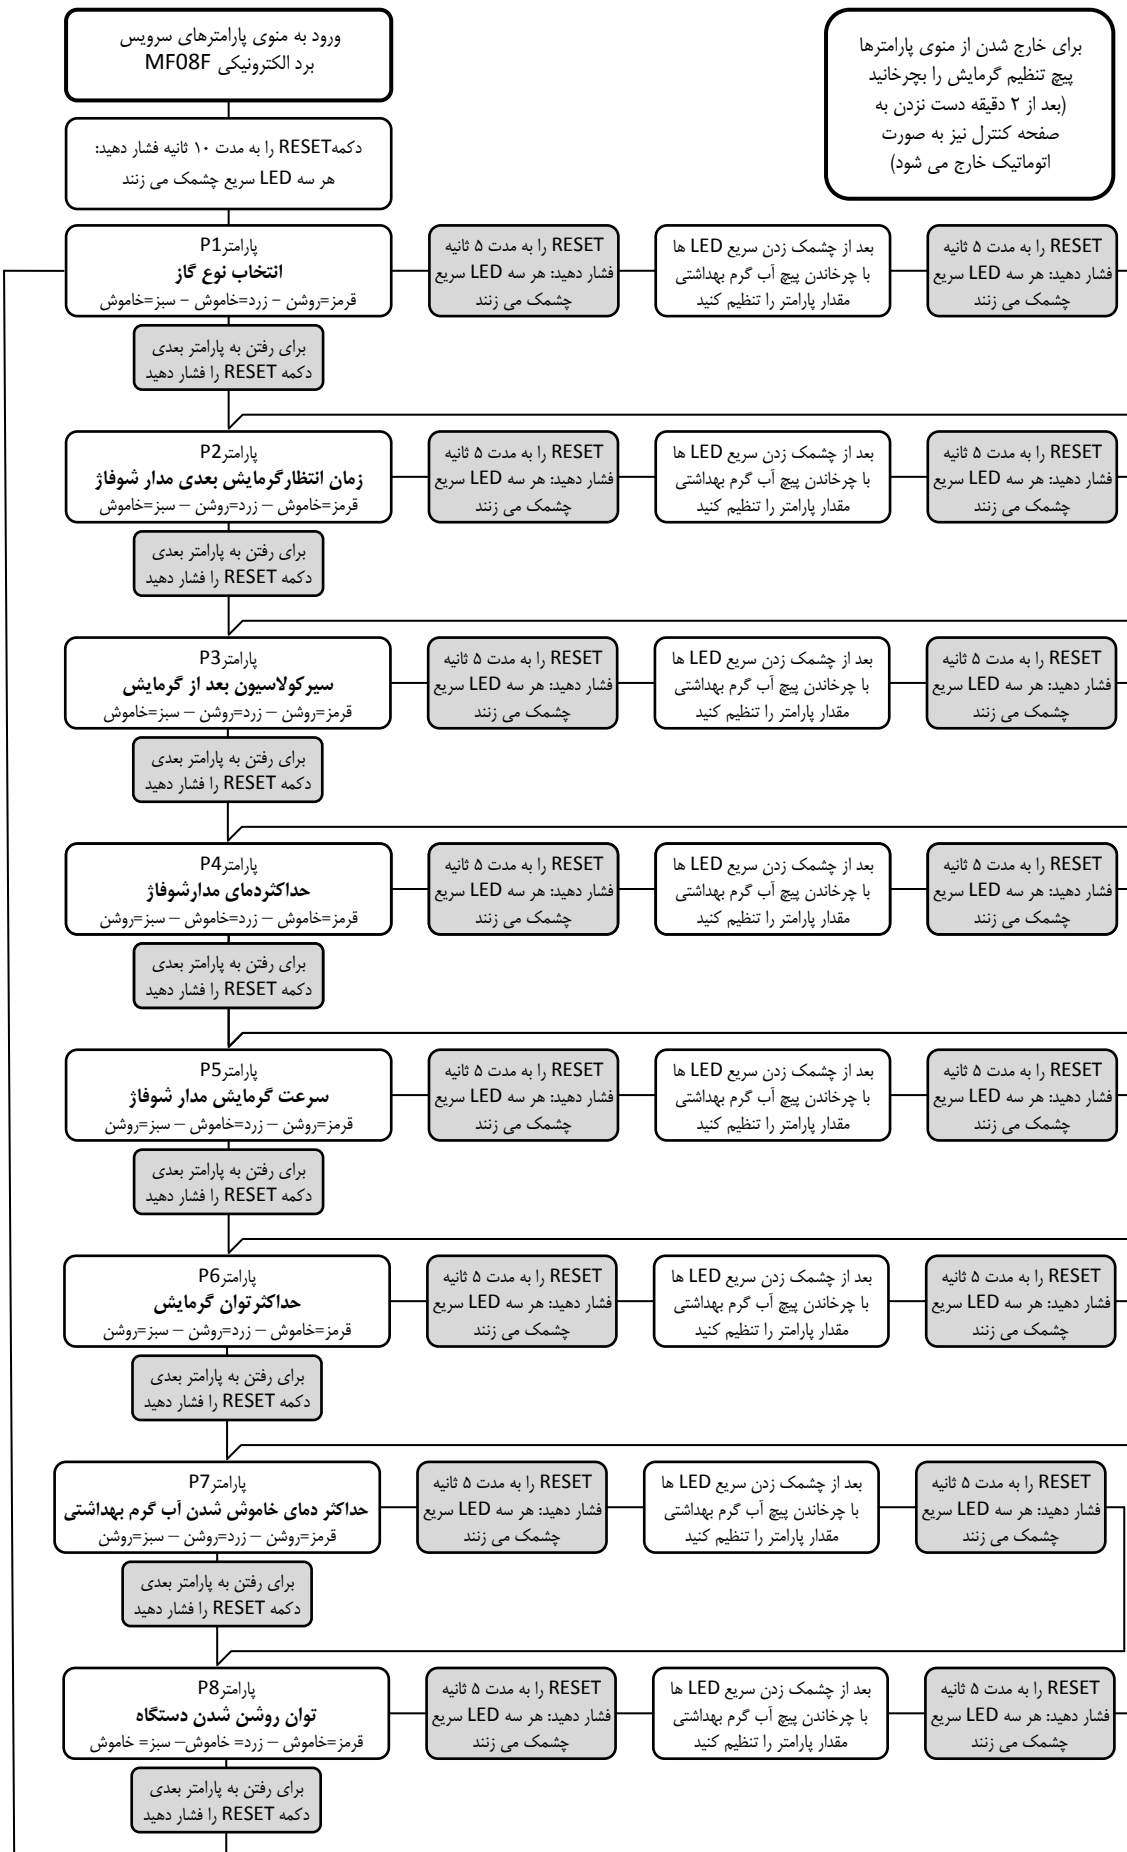 ورود به منوی پارامترهای سرویس
برد الکترونیکی MF08F
برای خارج شدن از منوی پارامترها
پیچ تنظیم گرمایش را بچرخانید
(بعد از ۲ دقیقه دست نزدن به
صفحه کنترل نیز به صورت
اتوماتیک خارج می شود)
دکمهRESET را به مدت ۱۰ ثانیه فشار دهید:
هر سه LED سریع چشمک می زنند
پارامترP1
انتخاب نوع گاز
قرمز=روشن – زرد=خاموش – سبز=خاموش
RESET را به مدت ۵ ثانیه
فشار دهید: هر سه LED سریع
چشمک می زنند
بعد از چشمک زدن سریع LED ها
با چرخاندن پیچ آب گرم بهداشتی
مقدار پارامتر را تنظیم کنید
RESET را به مدت ۵ ثانیه
فشار دهید: هر سه LED سریع
چشمک می زنند
برای رفتن به پارامتر بعدی
دکمه RESET را فشار دهید
پارامترP2
زمان انتظارگرمایش بعدی مدار شوفاژ
قرمز=خاموش – زرد=روشن – سبز=خاموش
RESET را به مدت ۵ ثانیه
فشار دهید: هر سه LED سریع
چشمک می زنند
بعد از چشمک زدن سریع LED ها
با چرخاندن پیچ آب گرم بهداشتی
مقدار پارامتر را تنظیم کنید
RESET را به مدت ۵ ثانیه
فشار دهید: هر سه LED سریع
چشمک می زنند
برای رفتن به پارامتر بعدی
دکمه RESET را فشار دهید
پارامترP3
سیرکولاسیون بعد از گرمایش
قرمز=روشن – زرد=روشن – سبز=خاموش
RESET را به مدت ۵ ثانیه
فشار دهید: هر سه LED سریع
چشمک می زنند
بعد از چشمک زدن سریع LED ها
با چرخاندن پیچ آب گرم بهداشتی
مقدار پارامتر را تنظیم کنید
RESET را به مدت ۵ ثانیه
فشار دهید: هر سه LED سریع
چشمک می زنند
برای رفتن به پارامتر بعدی
دکمه RESET را فشار دهید
پارامترP4
حداکثردمای مدارشوفاژ
قرمز=خاموش – زرد=خاموش – سبز=روشن
RESET را به مدت ۵ ثانیه
فشار دهید: هر سه LED سریع
چشمک می زنند
بعد از چشمک زدن سریع LED ها
با چرخاندن پیچ آب گرم بهداشتی
مقدار پارامتر را تنظیم کنید
RESET را به مدت ۵ ثانیه
فشار دهید: هر سه LED سریع
چشمک می زنند
برای رفتن به پارامتر بعدی
دکمه RESET را فشار دهید
پارامترP5
سرعت گرمایش مدار شوفاژ
قرمز=روشن – زرد=خاموش – سبز=روشن
RESET را به مدت ۵ ثانیه
فشار دهید: هر سه LED سریع
چشمک می زنند
بعد از چشمک زدن سریع LED ها
با چرخاندن پیچ آب گرم بهداشتی
مقدار پارامتر را تنظیم کنید
RESET را به مدت ۵ ثانیه
فشار دهید: هر سه LED سریع
چشمک می زنند
برای رفتن به پارامتر بعدی
دکمه RESET را فشار دهید
پارامترP6
حداکثرتوان گرمایش
قرمز=خاموش – زرد=روشن – سبز=روشن
RESET را به مدت ۵ ثانیه
فشار دهید: هر سه LED سریع
چشمک می زنند
بعد از چشمک زدن سریع LED ها
با چرخاندن پیچ آب گرم بهداشتی
مقدار پارامتر را تنظیم کنید
RESET را به مدت ۵ ثانیه
فشار دهید: هر سه LED سریع
چشمک می زنند
برای رفتن به پارامتر بعدی
دکمه RESET را فشار دهید
پارامترP7
حداکثر دمای خاموش شدن آب گرم بهداشتی
قرمز=روشن – زرد=روشن – سبز=روشن
RESET را به مدت ۵ ثانیه
فشار دهید: هر سه LED سریع
چشمک می زنند
بعد از چشمک زدن سریع LED ها
با چرخاندن پیچ آب گرم بهداشتی
مقدار پارامتر را تنظیم کنید
RESET را به مدت ۵ ثانیه
فشار دهید: هر سه LED سریع
چشمک می زنند
برای رفتن به پارامتر بعدی
دکمه RESET را فشار دهید
پارامترP8
توان روشن شدن دستگاه
قرمز=خاموش – زرد= خاموش– سبز= خاموش
RESET را به مدت ۵ ثانیه
فشار دهید: هر سه LED سریع
چشمک می زنند
بعد از چشمک زدن سریع LED ها
با چرخاندن پیچ آب گرم بهداشتی
مقدار پارامتر را تنظیم کنید
RESET را به مدت ۵ ثانیه
فشار دهید: هر سه LED سریع
چشمک می زنند
برای رفتن به پارامتر بعدی
دکمه RESET را فشار دهید